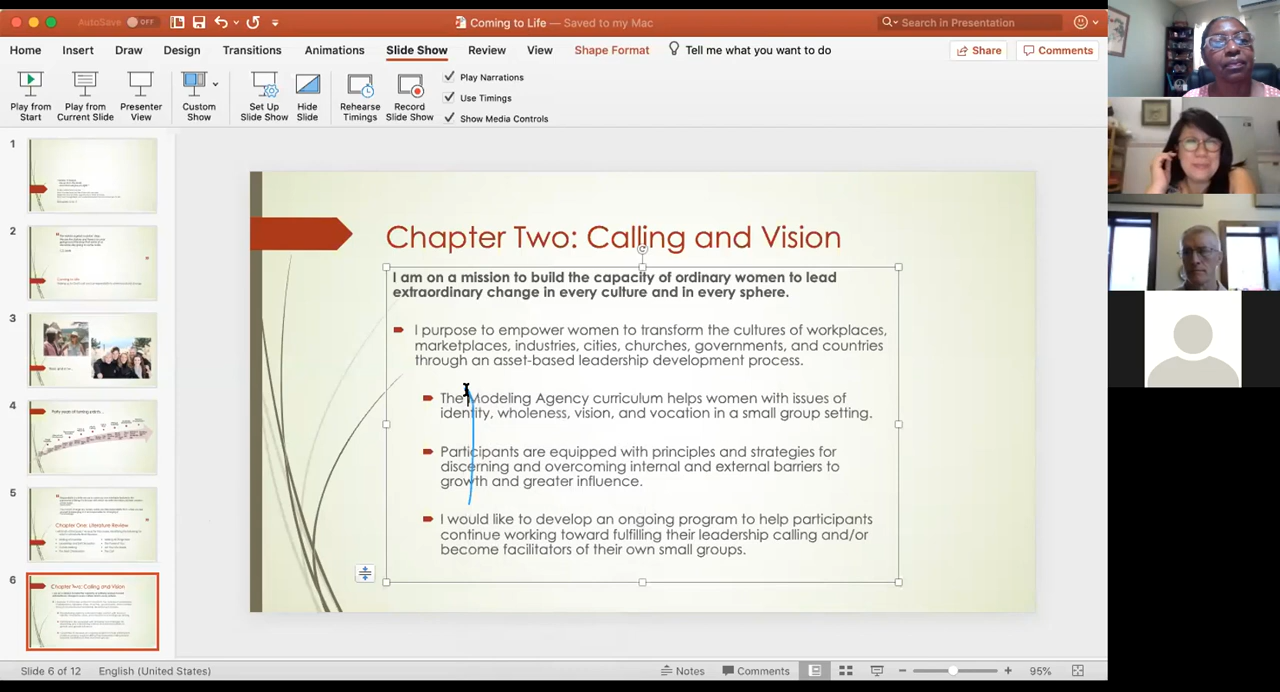 AutoSave OFF
Coming to Life — Saved to my Mac
Search in Presentation
Home Insert Draw Design Transitions Animations Slide Show Review View Shape Format Tell me what you want to do Share Comments
Play from Start
Play from Current Slide
Presenter View
Custom Show
Set Up Slide Show
Hide Slide
Rehearse Timings
Record Slide Show
Play Narrations
Use Timings
Show Media Controls
1
2
3
4
5
Chapter One: Literature Review
6
Chapter Two: Calling and Vision
Chapter Two: Calling and Vision
I am on a mission to build the capacity of ordinary women to lead
extraordinary change in every culture and in every sphere.
I purpose to empower women to transform the cultures of workplaces,
marketplaces, industries, cities, churches, governments, and countries
through an asset-based leadership development process.
The Modeling Agency curriculum helps women with issues of
identity, wholeness, vision, and vocation in a small group setting.
Participants are equipped with principles and strategies for
discerning and overcoming internal and external barriers to
growth and greater influence.
I would like to develop an ongoing program to help participants
continue working toward fulfilling their leadership calling and/or
become facilitators of their own small groups.
Slide 6 of 12 English (United States) Notes Comments 95%